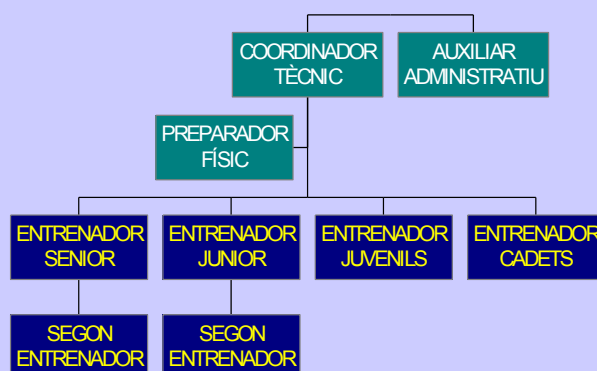 COORDINADOR
TÈCNIC
AUXILIAR
ADMINISTRATIU
PREPARADOR
FÍSIC
ENTRENADOR
SENIOR
ENTRENADOR
JUNIOR
ENTRENADOR
JUVENILS
ENTRENADOR
CADETS
SEGON
ENTRENADOR
SEGON
ENTRENADOR